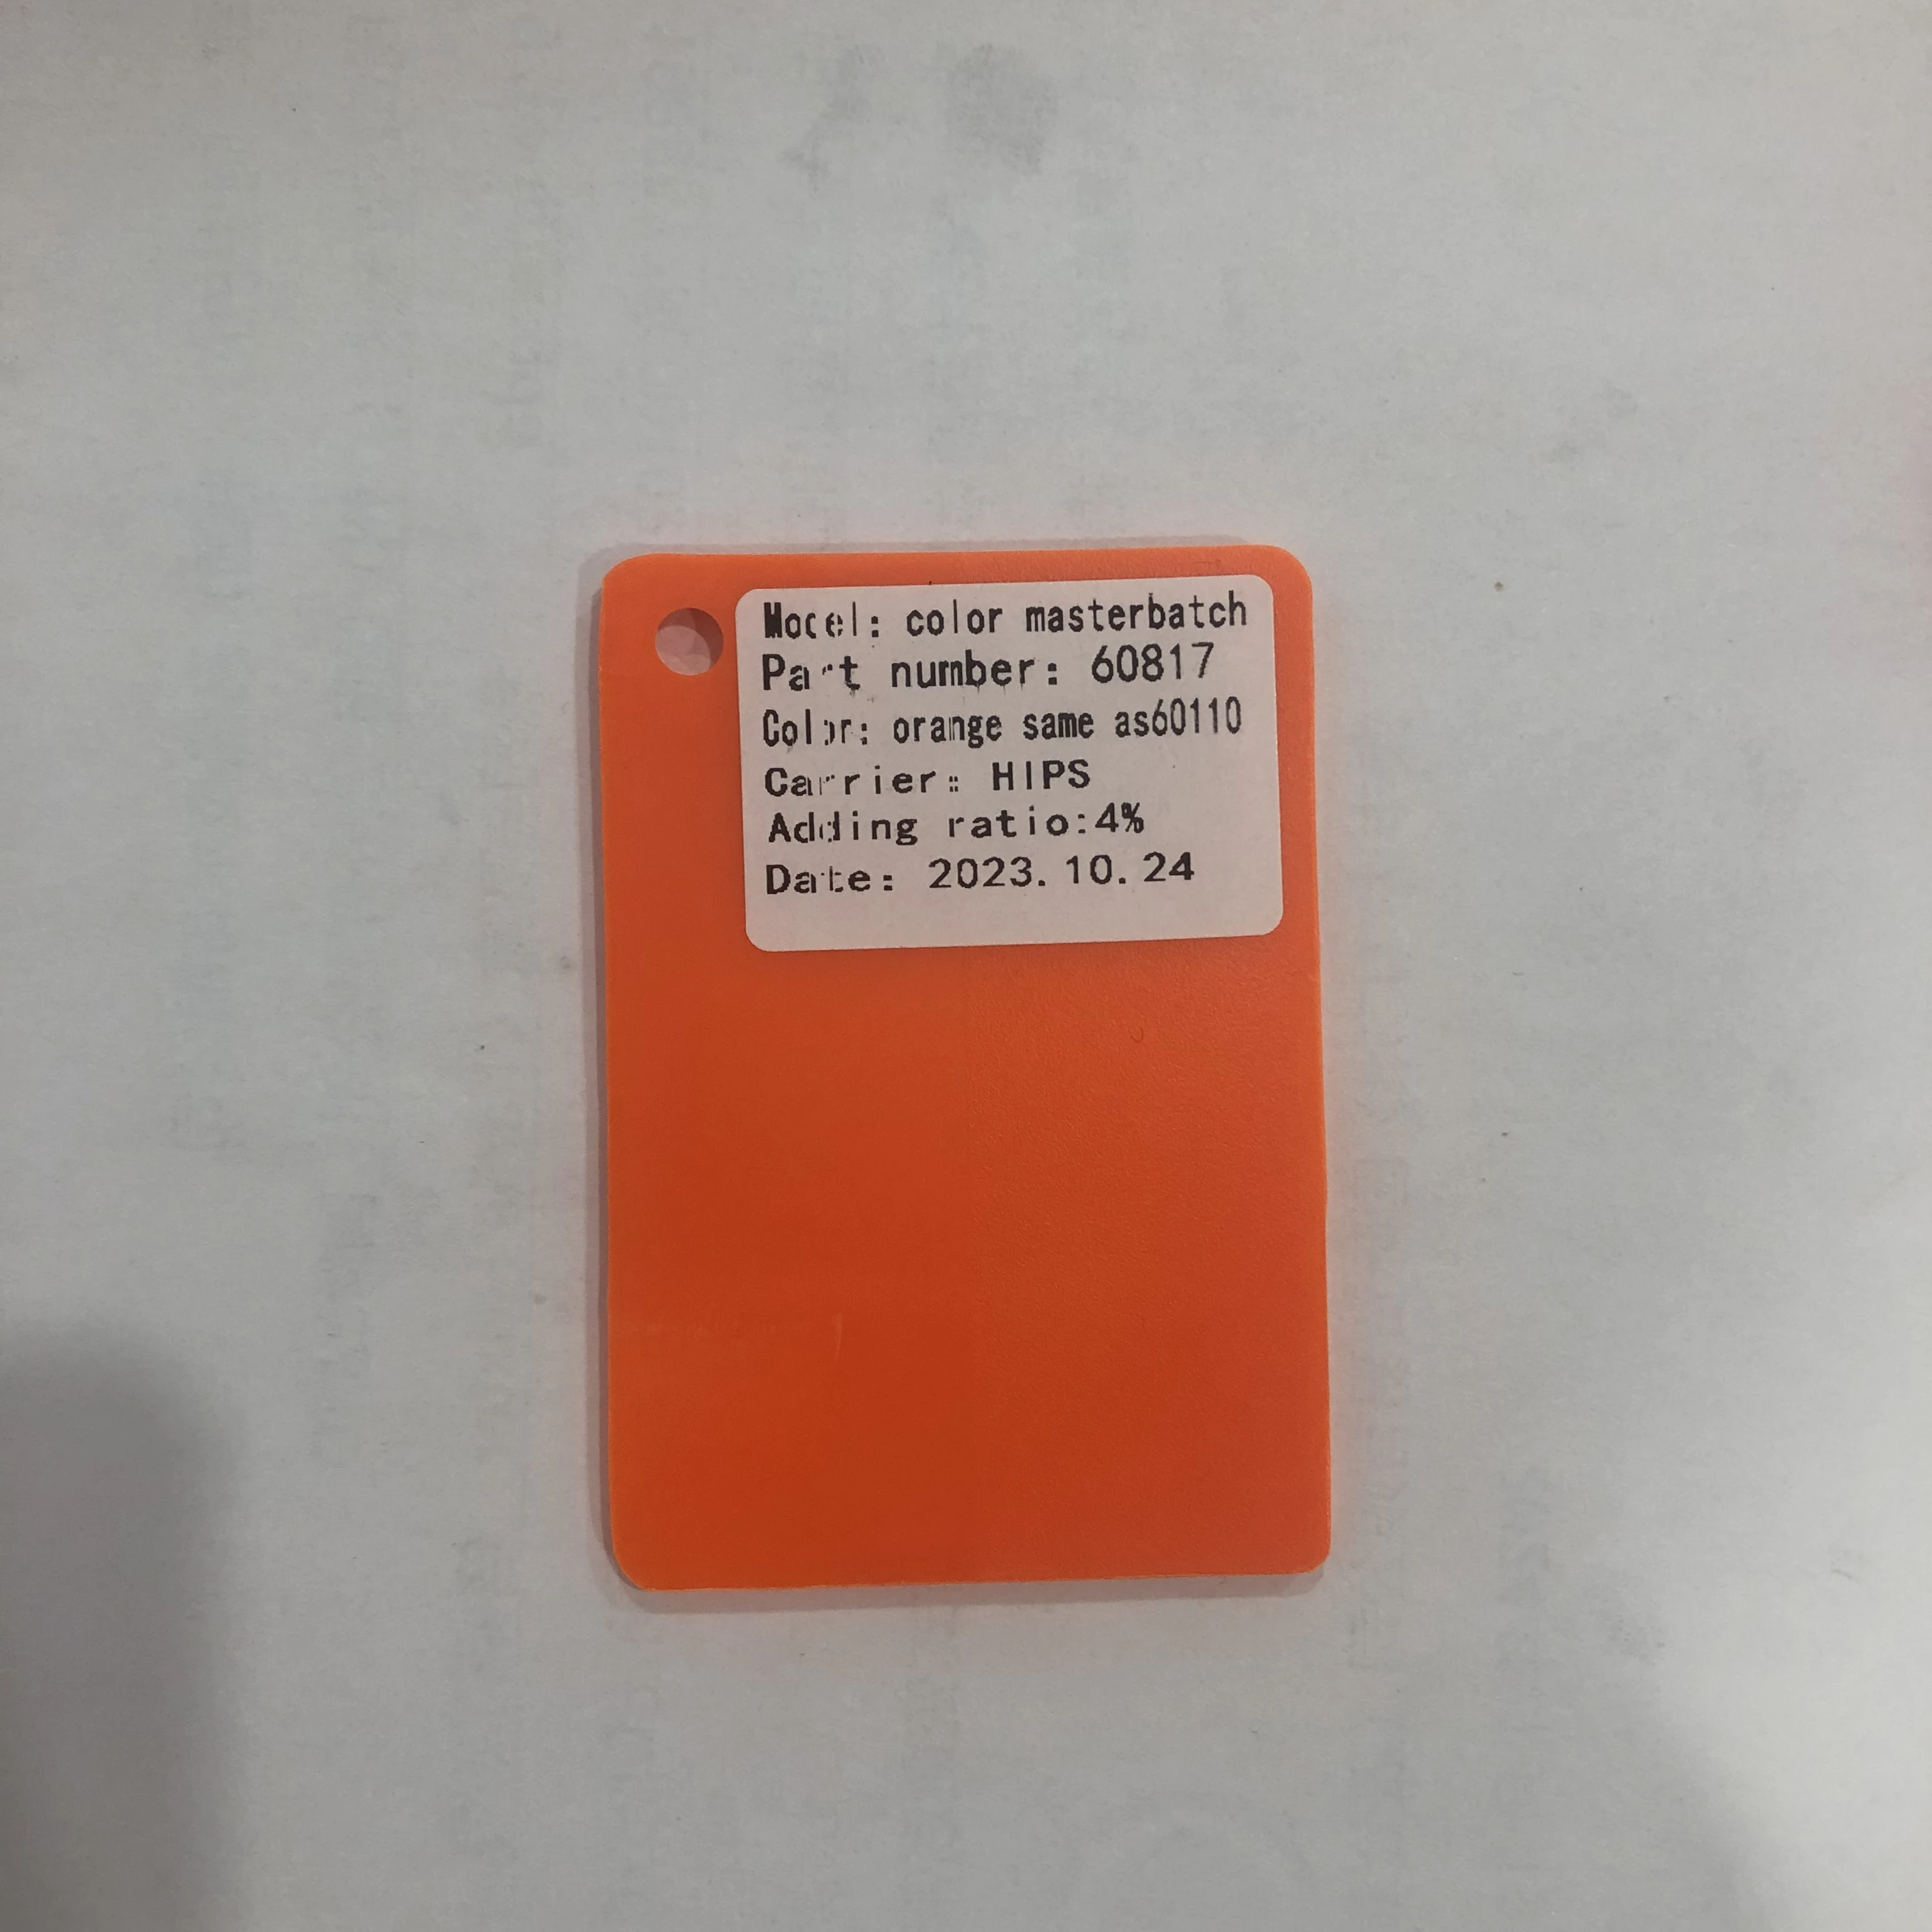 Model: color masterbatch
Part number: 60817
Color: orange same as60110
Carrier: HIPS
Adding ratio:4%
Date: 2023.10.24